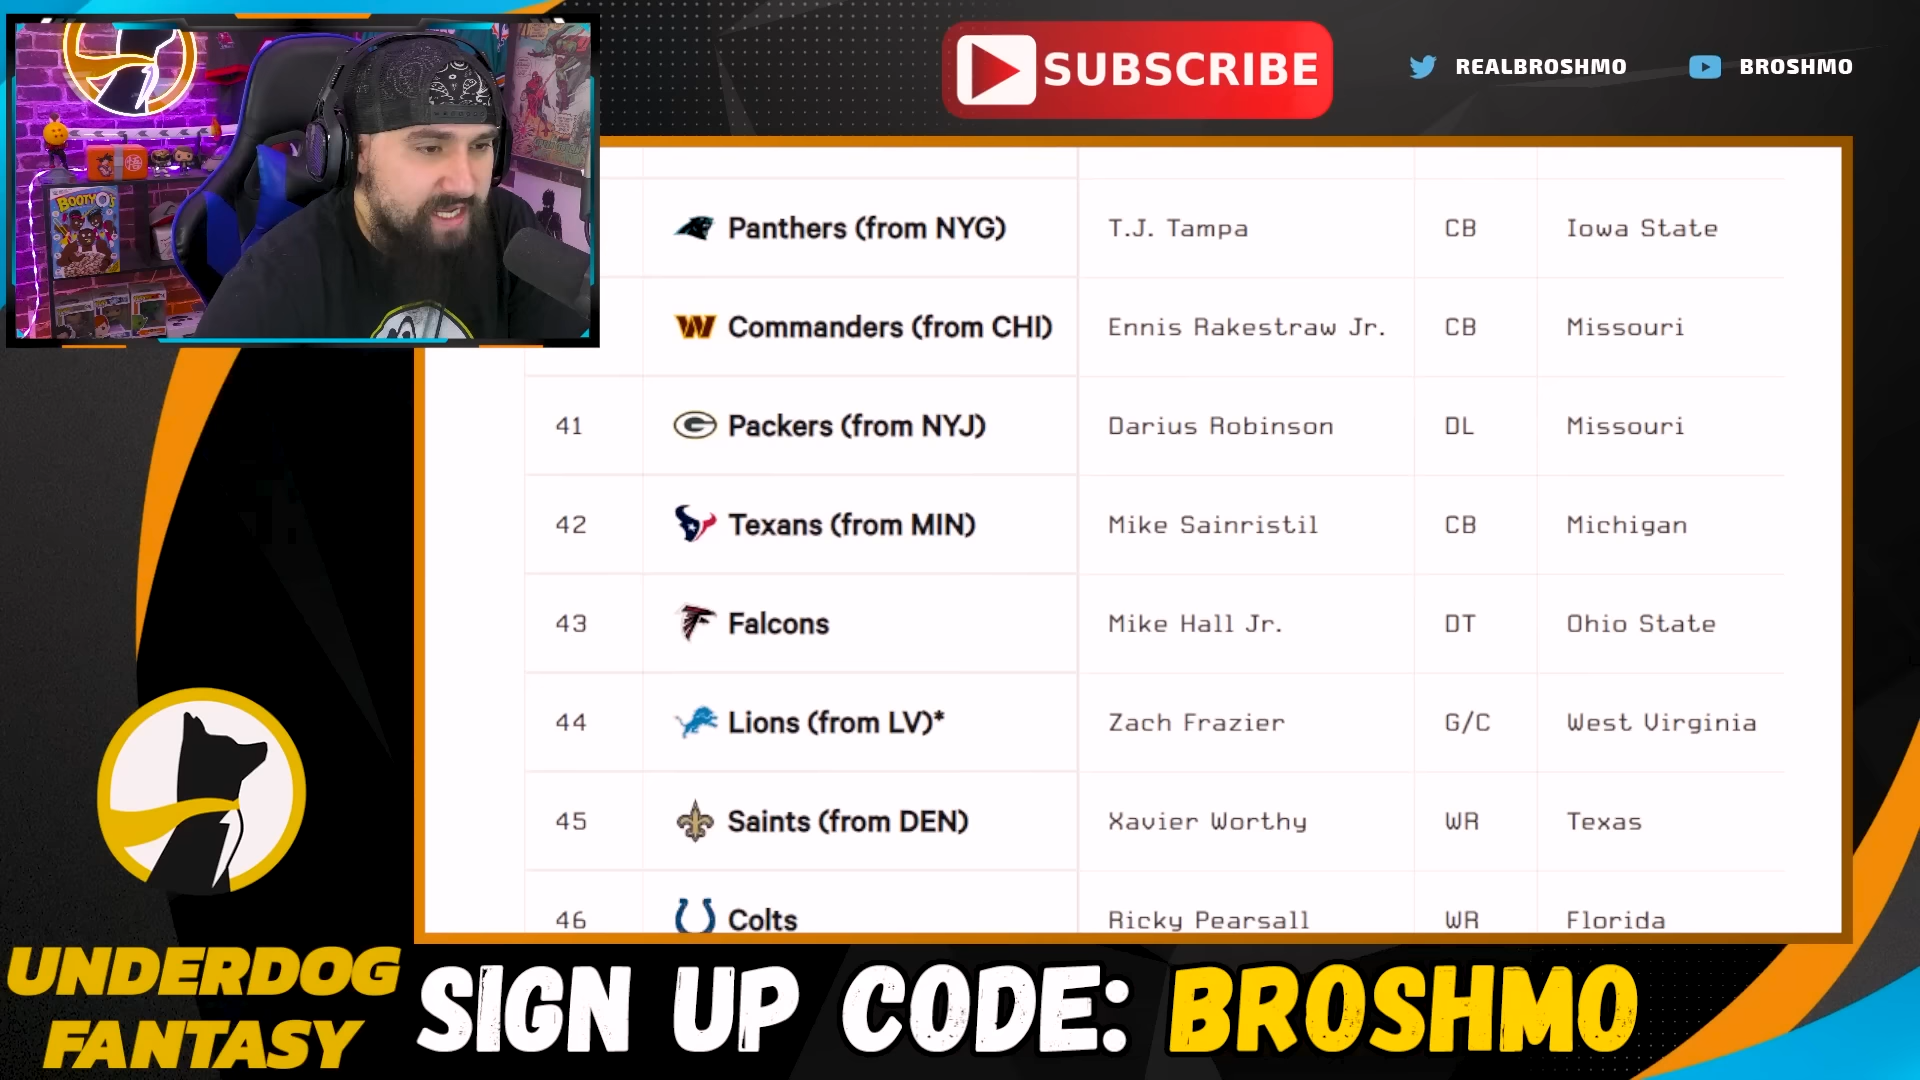 SUBSCRIBE
REALBROSHMO
BROSHMO
BOOTY O's
Panthers (from NYG) T.J. Tampa CB Iowa State
Commanders (from CHI) Ennis Rakestraw Jr. CB Missouri
41 Packers (from NYJ) Darius Robinson DL Missouri
42 Texans (from MIN) Mike Sainristil CB Michigan
43 Falcons Mike Hall Jr. DT Ohio State
44 Lions (from LV)* Zach Frazier G/C West Virginia
45 Saints (from DEN) Xavier Worthy WR Texas
46 Colts Ricky Pearsall WR Florida
UNDERDOG
FANTASY
SIGN UP CODE: BROSHMO